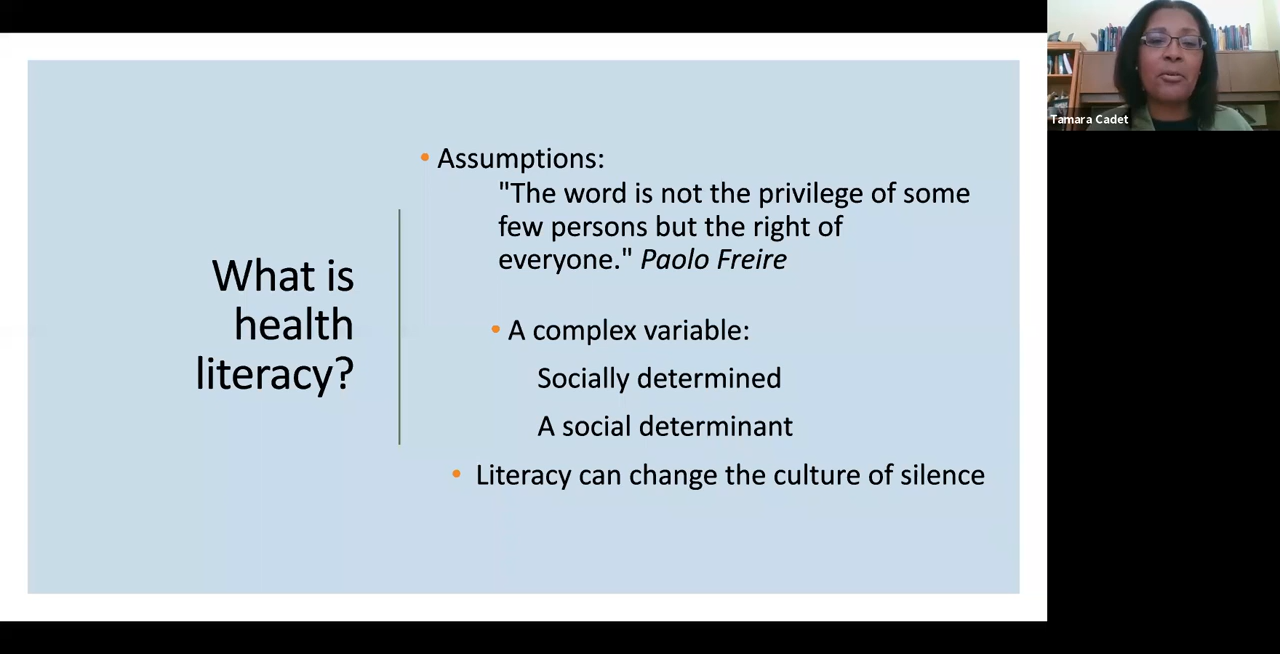 What is
health
literacy?
• Assumptions:
"The word is not the privilege of some
few persons but the right of
everyone." Paolo Freire
• A complex variable:
Socially determined
A social determinant
• Literacy can change the culture of silence
Tamara Cadet